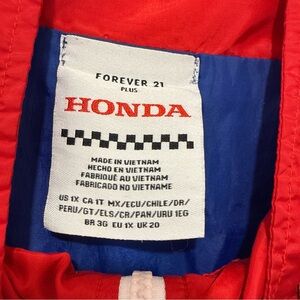 FOREVER 21
PLUS
HONDA
MADE IN VIETNAM
HECHO EN VIETNAM
FABRIQUÉ AU VIETNAM
FABRICADO NO VIETNAME
US 1X CA 1T MX/ECU/CHILE/DR/
PERU/GT/ELS/CR/PAN/URU 1EG
BR 3G EU 1X UK 20